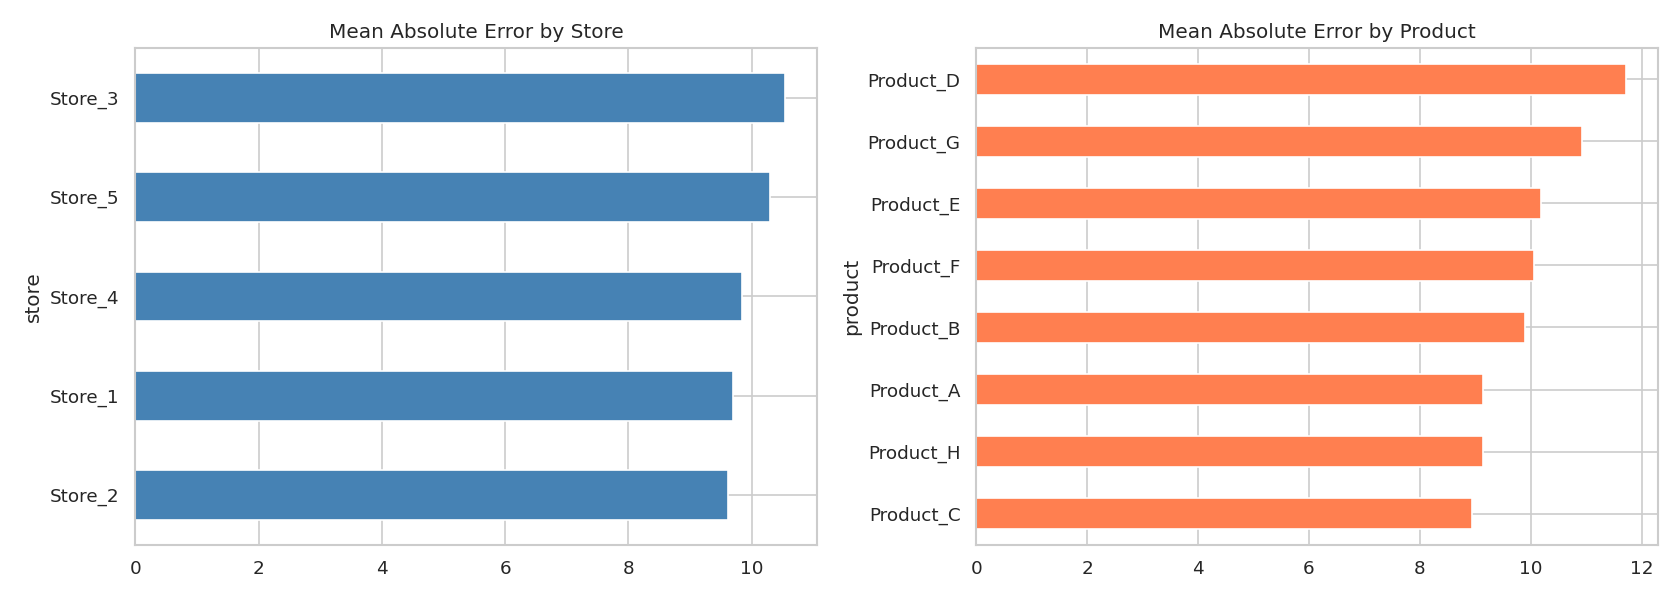 Mean Absolute Error by Store
store
Store_3
Store_5
Store_4
Store_1
Store_2
0 2 4 6 8 10
Mean Absolute Error by Product
product
Product_D
Product_G
Product_E
Product_F
Product_B
Product_A
Product_H
Product_C
0 2 4 6 8 10 12